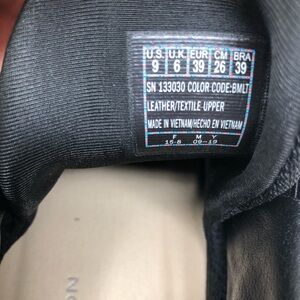 U.S. U.K. EUR CM BRA
9 6 39 26 39
SN 133030 COLOR CODE:BMLT
LEATHER/TEXTILE UPPER
MADE IN VIETNAM/HECHO EN VIETNAM
F M Y
15-8 09-19